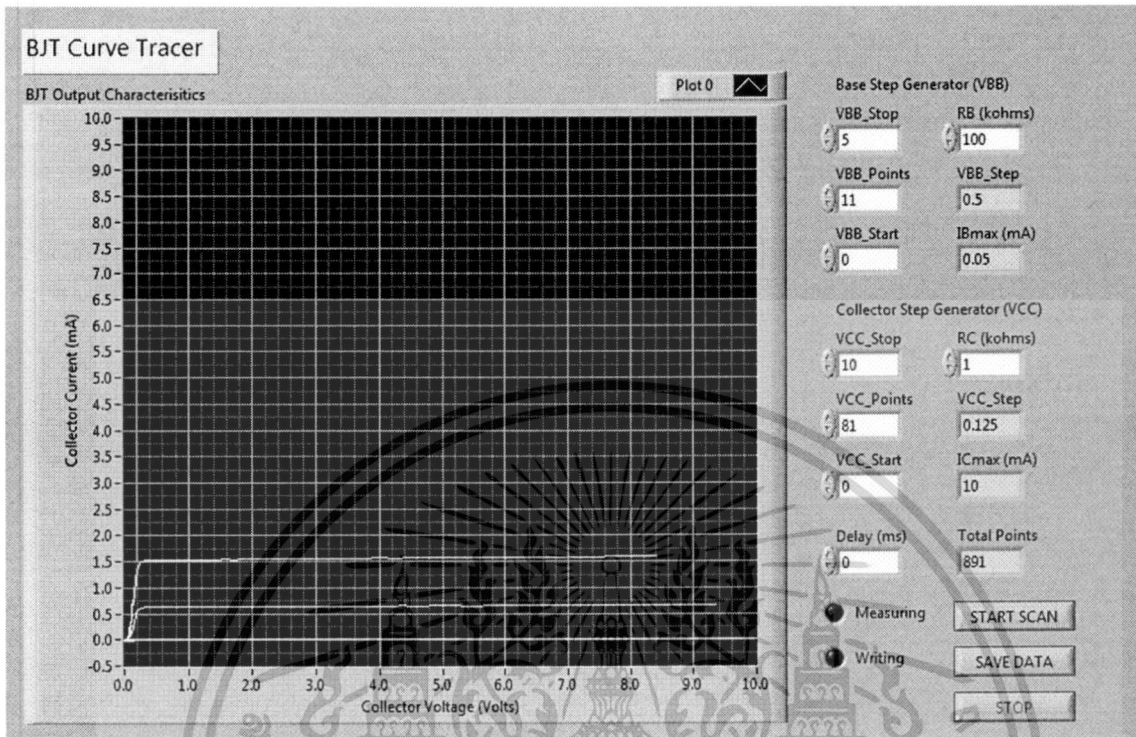 BJT Curve Tracer
BJT Output Characterisitics
Plot 0
10.0
9.5
9.0
8.5
8.0
7.5
7.0
6.5
6.0
5.5
5.0
4.5
4.0
3.5
3.0
2.5
2.0
1.5
1.0
0.5
0.0
-0.5
Collector Current (mA)
0.0 1.0 2.0 3.0 4.0 5.0 6.0 7.0 8.0 9.0 10.0
Collector Voltage (Volts)
Base Step Generator (VBB)
VBB_Stop RB (kohms)
5 100
VBB_Points VBB_Step
11 0.5
VBB_Start IBmax (mA)
0 0.05
Collector Step Generator (VCC)
VCC_Stop RC (kohms)
10 1
VCC_Points VCC_Step
81 0.125
VCC_Start ICmax (mA)
0 10
Delay (ms) Total Points
0 891
Measuring START SCAN
Writing SAVE DATA
STOP